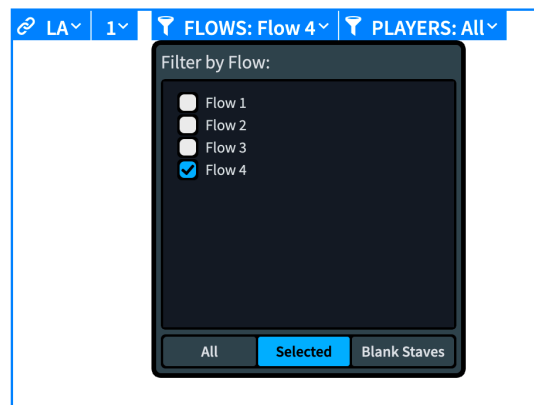 LA 1 FLOWS: Flow 4 PLAYERS: All
Filter by Flow:
Flow 1
Flow 2
Flow 3
Flow 4
All Selected Blank Staves